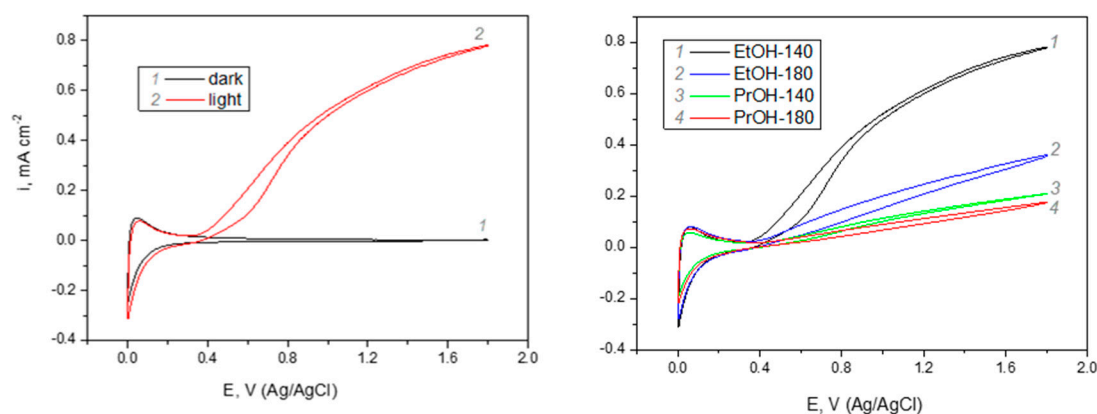 0.8
0.6
0.4
0.2
0.0
-0.2
-0.4
i, mA cm⁻²
1 dark
2 light
2
1
0.0 0.4 0.8 1.2 1.6 2.0
E, V (Ag/AgCl)
0.8
0.6
0.4
0.2
0.0
-0.2
-0.4
1 EtOH-140
2 EtOH-180
3 PrOH-140
4 PrOH-180
1
2
3
4
0.0 0.4 0.8 1.2 1.6 2.0
E, V (Ag/AgCl)